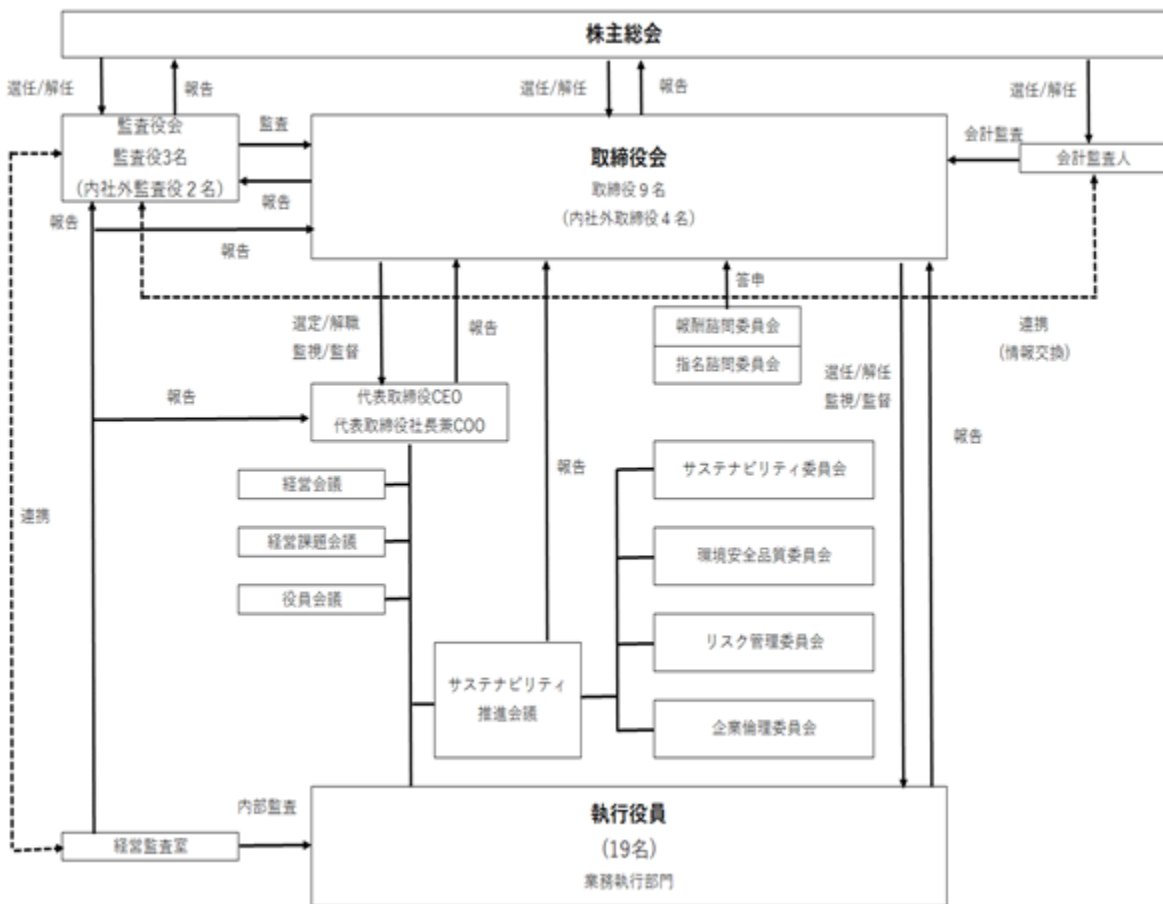 株主総会
選任/解任
報告
選任/解任
報告
選任/解任
監査役会
監査役3名
(内社外監査役２名)
監査
報告
取締役会
取締役９名
(内社外取締役４名)
会計監査
会計監査人
報告
報告
答申
選定/解職
監視/監督
報告
報酬諮問委員会
指名諮問委員会
連携
(情報交換)
選任/解任
監視/監督
報告
代表取締役CEO
代表取締役社長兼COO
報告
報告
サステナビリティ委員会
経営会議
連携
経営課題会議
環境安全品質委員会
役員会議
リスク管理委員会
サステナビリティ
推進会議
企業倫理委員会
内部監査
経営監査室
執行役員
(19名)
業務執行部門